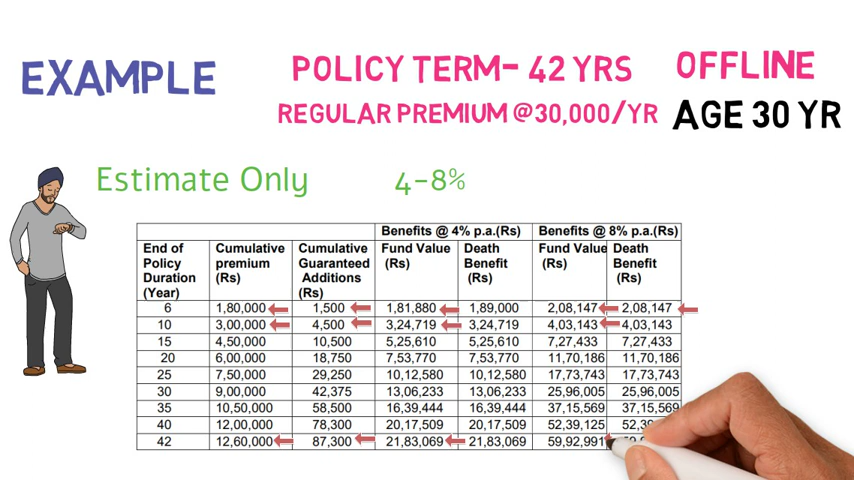 EXAMPLE
POLICY TERM- 42 YRS
OFFLINE
REGULAR PREMIUM @30,000/YR
AGE 30 YR
Estimate Only
4-8%
Benefits @ 4% p.a.(Rs) Benefits @ 8% p.a.(Rs)
End of Policy Duration (Year) Cumulative premium (Rs) Cumulative Guaranteed Additions (Rs) Fund Value (Rs) Death Benefit (Rs) Fund Value (Rs) Death Benefit (Rs)
6 1,80,000 1,500 1,81,880 1,89,000 2,08,147 2,08,147
10 3,00,000 4,500 3,24,719 3,24,719 4,03,143 4,03,143
15 4,50,000 10,500 5,25,610 5,25,610 7,27,433 7,27,433
20 6,00,000 18,750 7,53,770 7,53,770 11,70,186 11,70,186
25 7,50,000 29,250 10,12,580 10,12,580 17,73,743 17,73,743
30 9,00,000 42,375 13,06,233 13,06,233 25,96,005 25,96,005
35 10,50,000 58,500 16,39,444 16,39,444 37,15,569 37,15,569
40 12,00,000 78,300 20,17,509 20,17,509 52,39,125
42 12,60,000 87,300 21,83,069 21,83,069 59,92,991